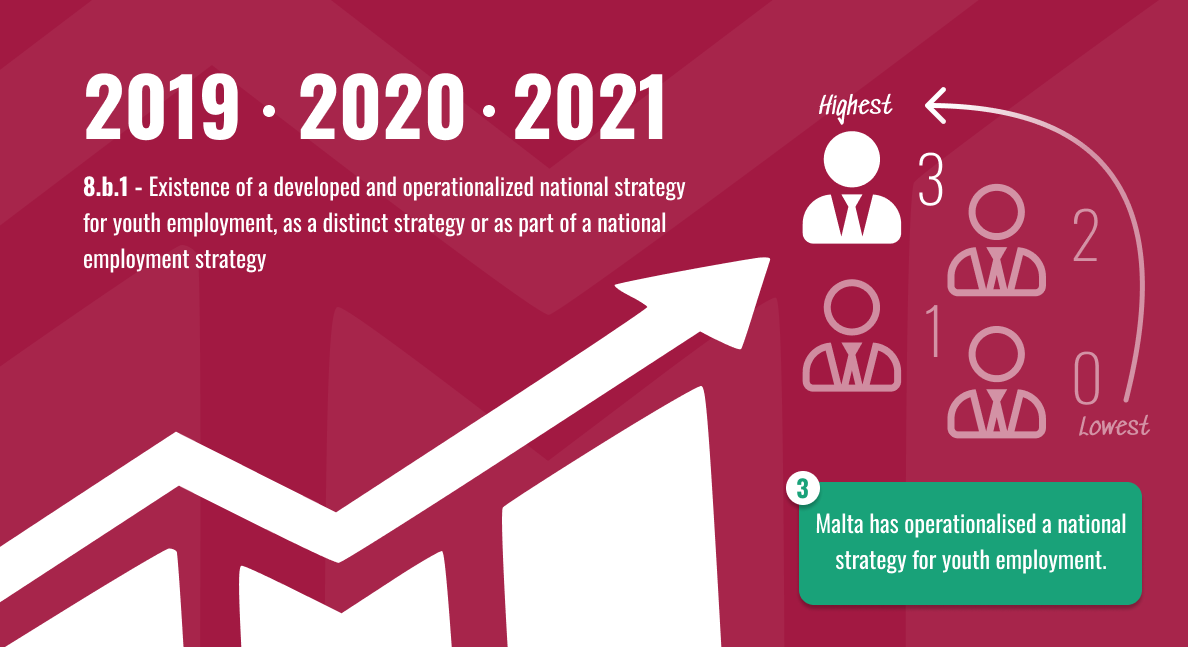 2019 · 2020 · 2021
8.b.1 - Existence of a developed and operationalized national strategy
for youth employment, as a distinct strategy or as part of a national
employment strategy
Highest
3
2
1
0
Lowest
3
Malta has operationalised a national
strategy for youth employment.